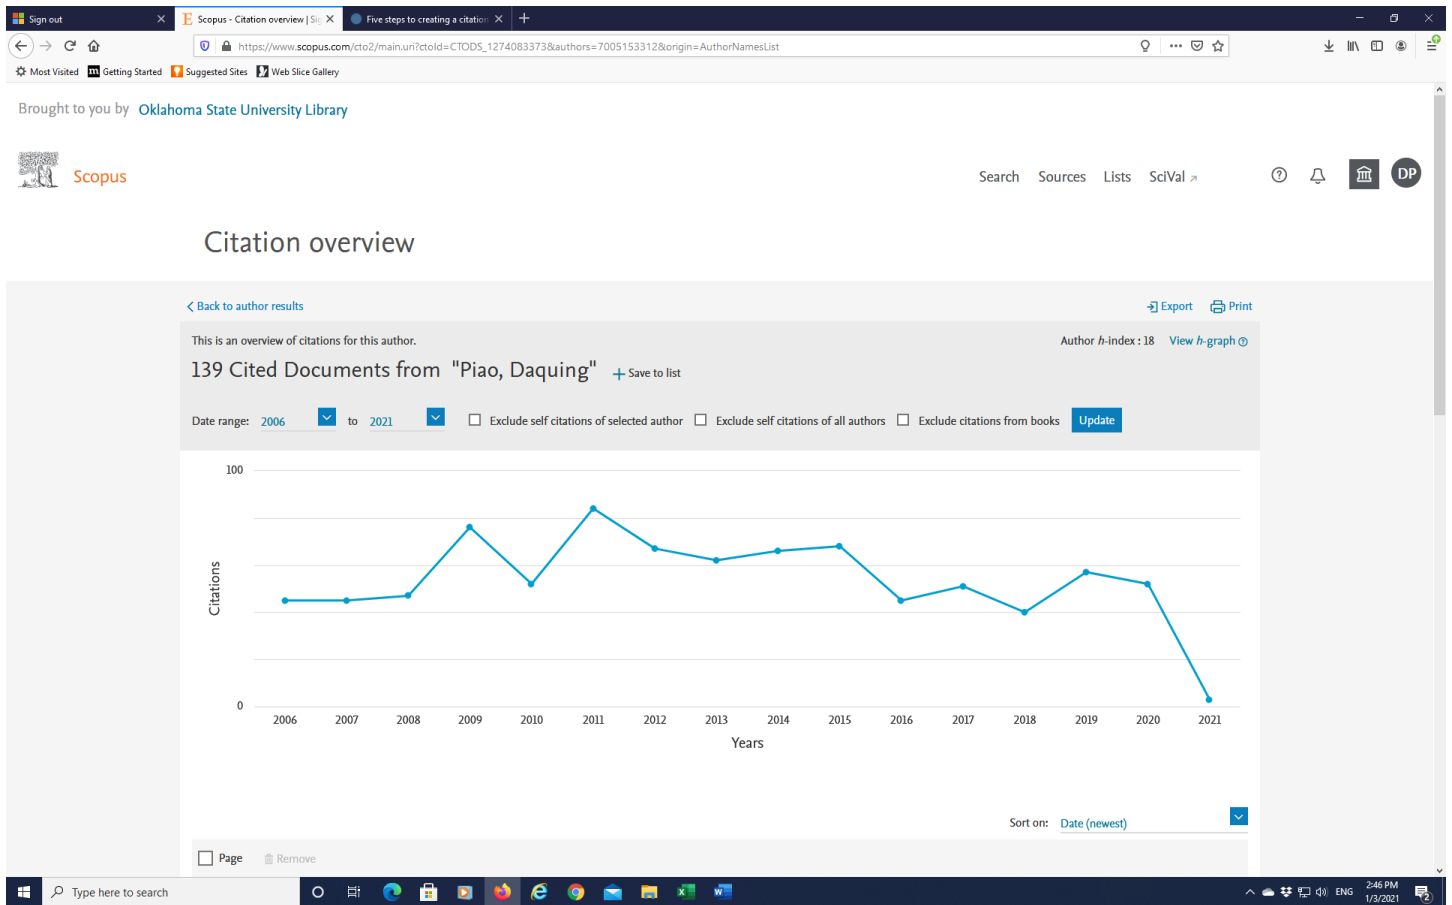 Sign out
Scopus - Citation overview | Sig
Five steps to creating a citation
https://www.scopus.com/cto2/main.uri?ctoId=CTODS_1274083373&authors=7005153312&origin=AuthorNamesList
Most Visited Getting Started Suggested Sites Web Slice Gallery
Brought to you by Oklahoma State University Library
Scopus
Search Sources Lists SciVal DP
Citation overview
Back to author results
Export Print
This is an overview of citations for this author.
Author h-index : 18 View h-graph
139 Cited Documents from "Piao, Daquing" + Save to list
Date range: 2006 to 2021 Exclude self citations of selected author Exclude self citations of all authors Exclude citations from books Update
100
Citations
0
2006 2007 2008 2009 2010 2011 2012 2013 2014 2015 2016 2017 2018 2019 2020 2021
Years
Sort on: Date (newest)
Page Remove
Type here to search
ENG
2:46 PM
1/3/2021
2